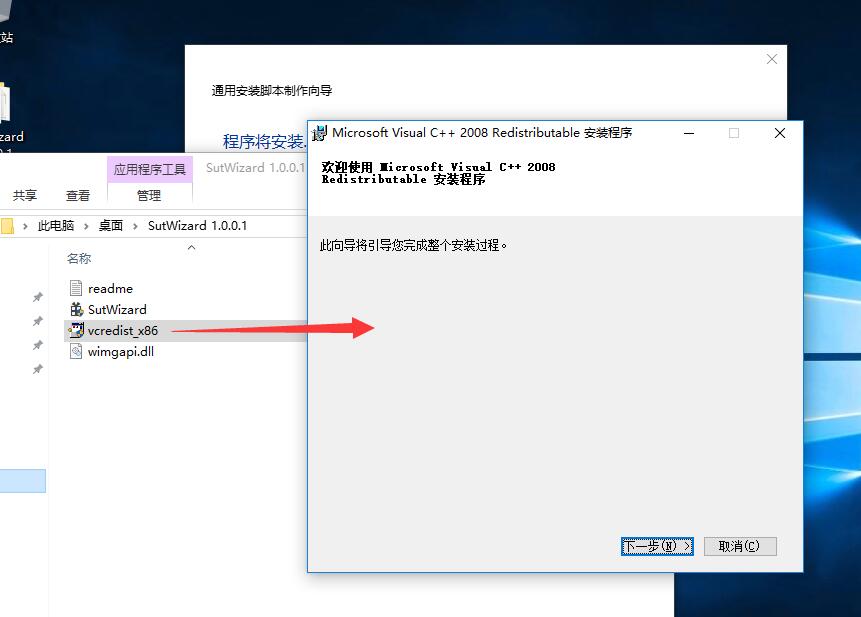 站
zard
通用安装脚本制作向导
程序将安装.
Microsoft Visual C++ 2008 Redistributable 安装程序
欢迎使用 Microsoft Visual C++ 2008
Redistributable 安装程序
此向导将引导您完成整个安装过程。
下一步(N) >
取消(C)
应用程序工具
SutWizard 1.0.0.1
共享
查看
管理
此电脑 > 桌面 > SutWizard 1.0.0.1
名称
readme
SutWizard
vcredist_x86
wimgapi.dll